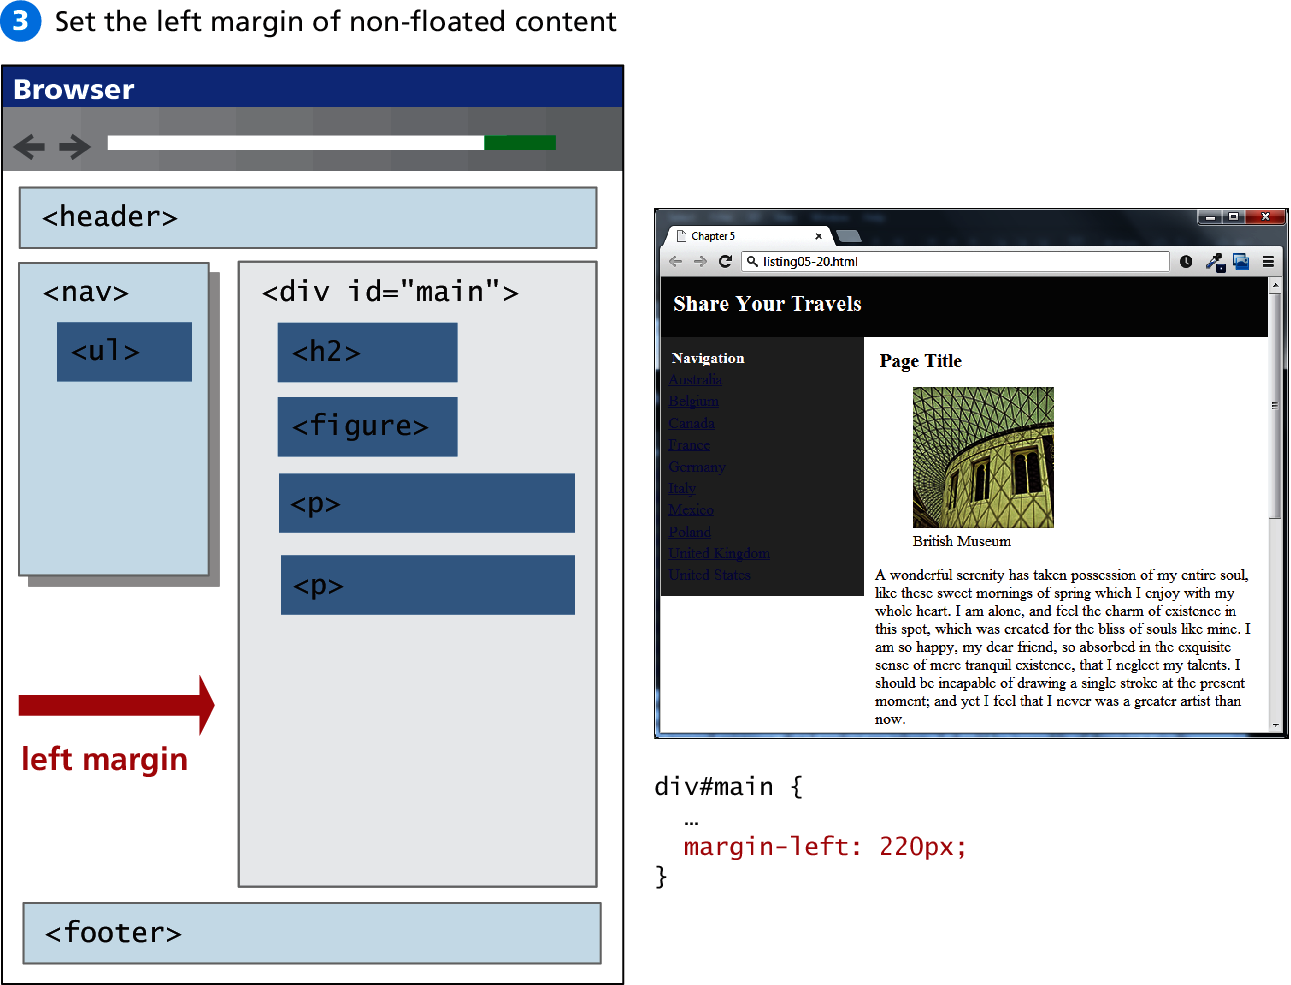 3 Set the left margin of non-floated content
Browser
<header>
<nav>
<ul>
<div id="main">
<h2>
<figure>
<p>
<p>
left margin
<footer>
Chapter 5
listing05-20.html
Share Your Travels
Navigation
Australia
Belgium
Canada
France
Germany
Italy
Mexico
Poland
United Kingdom
United States
Page Title
British Museum
A wonderful serenity has taken possession of my entire soul,
like these sweet mornings of spring which I enjoy with my
whole heart. I am alone, and feel the charm of existence in
this spot, which was created for the bliss of souls like mine. I
am so happy, my dear friend, so absorbed in the exquisite
sense of mere tranquil existence, that I neglect my talents. I
should be incapable of drawing a single stroke at the present
moment; and yet I feel that I never was a greater artist than
now.
div#main {
…
margin-left: 220px;
}